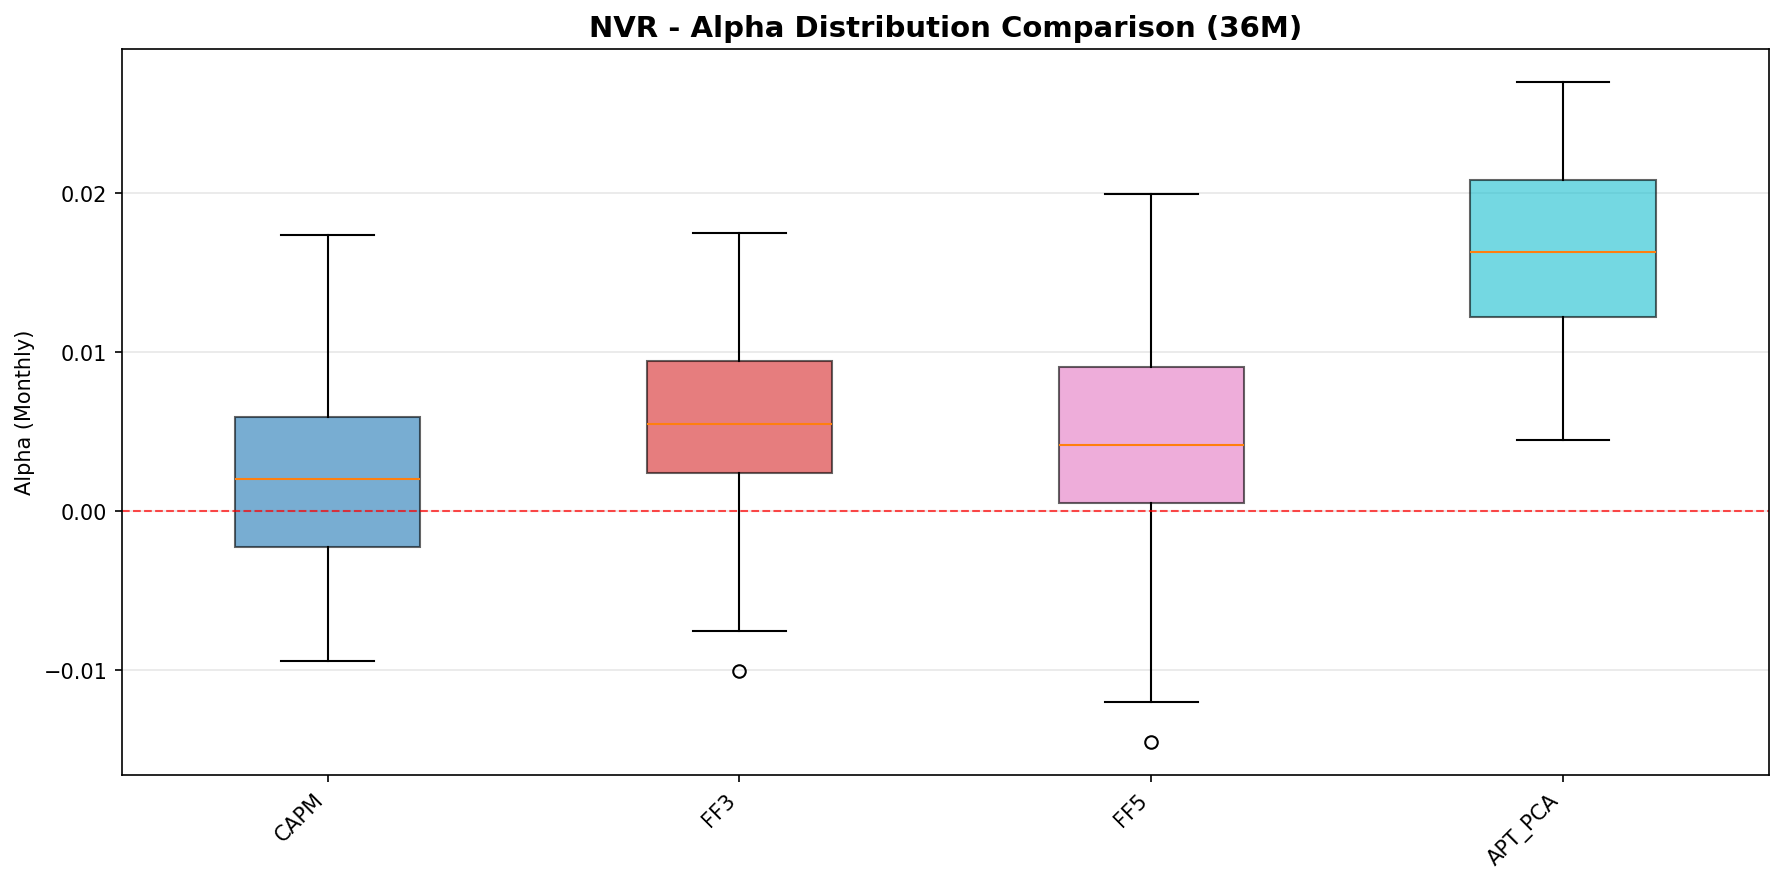 NVR - Alpha Distribution Comparison (36M)
Alpha (Monthly)
0.02
0.01
0.00
−0.01
CAPM
FF3
FF5
APT_PCA